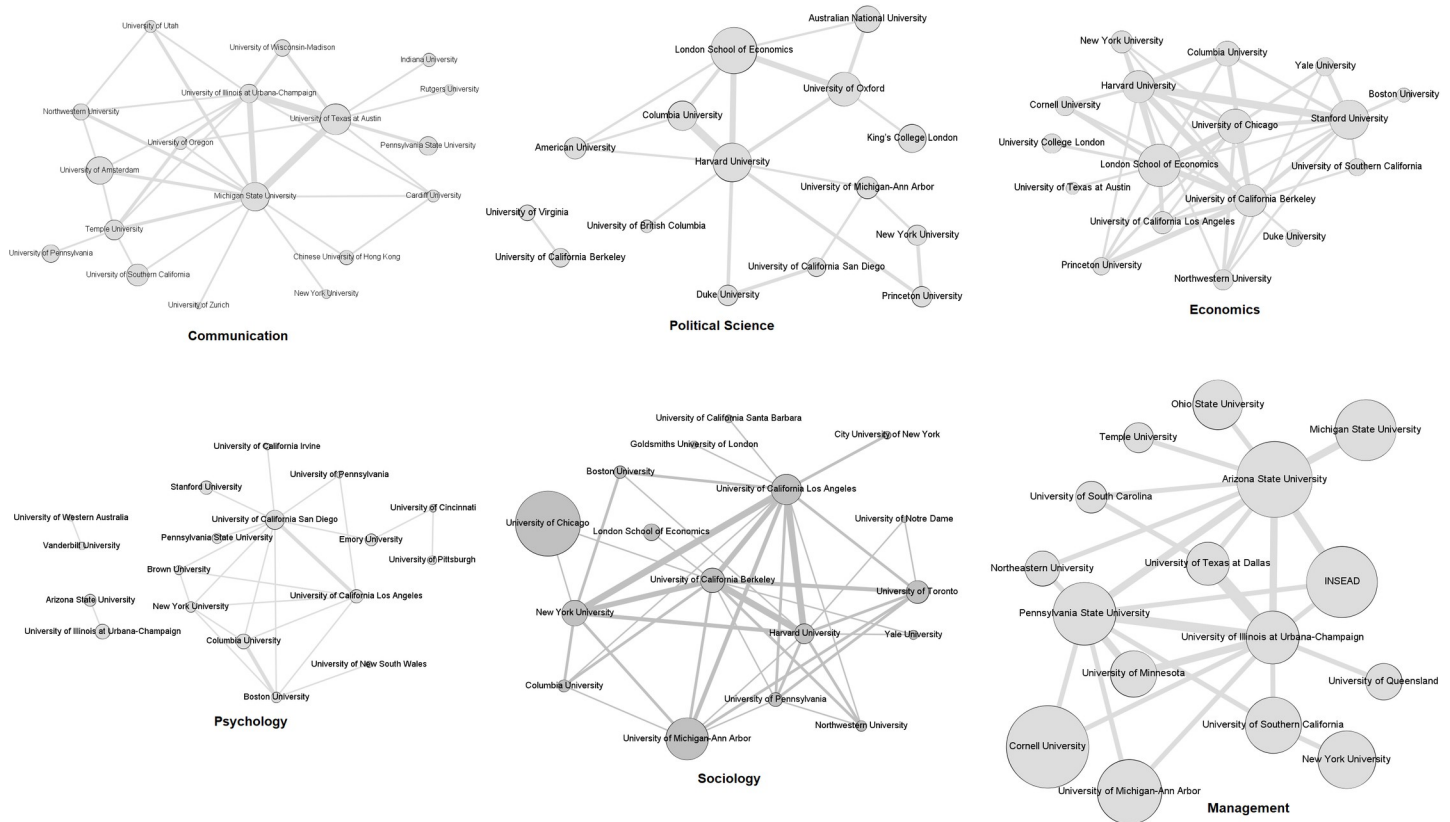 University of Utah
University of Wisconsin-Madison
Indiana University
University of Illinois at Urbana-Champaign
Rutgers University
Northwestern University
University of Texas at Austin
University of Oregon
Pennsylvania State University
University of Amsterdam
Michigan State University
Cardiff University
Temple University
University of Pennsylvania
Chinese University of Hong Kong
University of Southern California
New York University
University of Zurich
Communication
Australian National University
London School of Economics
University of Oxford
Columbia University
King's College London
American University
Harvard University
University of Michigan-Ann Arbor
University of Virginia
University of British Columbia
New York University
University of California Berkeley
University of California San Diego
Duke University
Princeton University
Political Science
New York University
Columbia University
Yale University
Harvard University
Boston University
Cornell University
University of Chicago
Stanford University
University College London
London School of Economics
University of Southern California
University of Texas at Austin
University of California Berkeley
University of California Los Angeles
Duke University
Princeton University
Northwestern University
Economics
University of California Irvine
University of Pennsylvania
Stanford University
University of Cincinnati
University of Western Australia
University of California San Diego
Pennsylvania State University
Emory University
Vanderbilt University
University of Pittsburgh
Brown University
Arizona State University
New York University
University of California Los Angeles
University of Illinois at Urbana-Champaign
Columbia University
University of New South Wales
Boston University
Psychology
University of California Santa Barbara
City University of New York
Goldsmiths University of London
Boston University
University of California Los Angeles
University of Chicago
London School of Economics
University of Notre Dame
University of California Berkeley
University of Toronto
New York University
Harvard University
Yale University
Columbia University
University of Pennsylvania
Northwestern University
University of Michigan-Ann Arbor
Sociology
Ohio State University
Michigan State University
Temple University
Arizona State University
University of South Carolina
University of Texas at Dallas
Northeastern University
INSEAD
Pennsylvania State University
University of Illinois at Urbana-Champaign
University of Minnesota
University of Queensland
University of Southern California
Cornell University
New York University
University of Michigan-Ann Arbor
Management